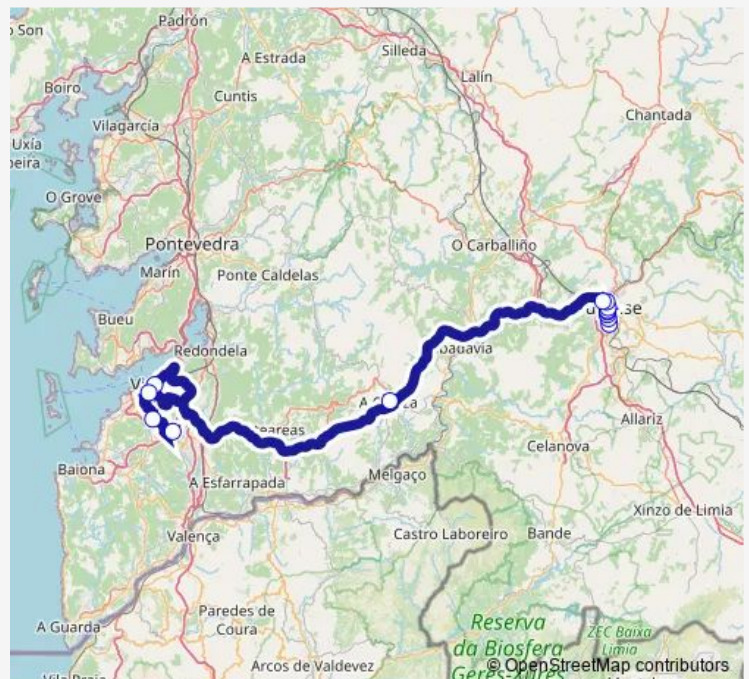 Padrón
Son
A Estrada
Silleda
Lalín
Boiro
Cuntis
Chantada
Vilagarcía
Uxía
beira
O Grove
Pontevedra
O Carballiño
Marín
Ponte Caldelas
Bueu
Redondela
Allariz
Celanova
Baiona
Melgaço
A Esfarrapada
Xinzo de Limia
Valença
Castro Laboreiro
Bande
Paredes de
Coura
A Guarda
Reserva
da Biosfera
ZEC Baixa
Limia
Arcos de Valdevez
© OpenStreetMap contributors